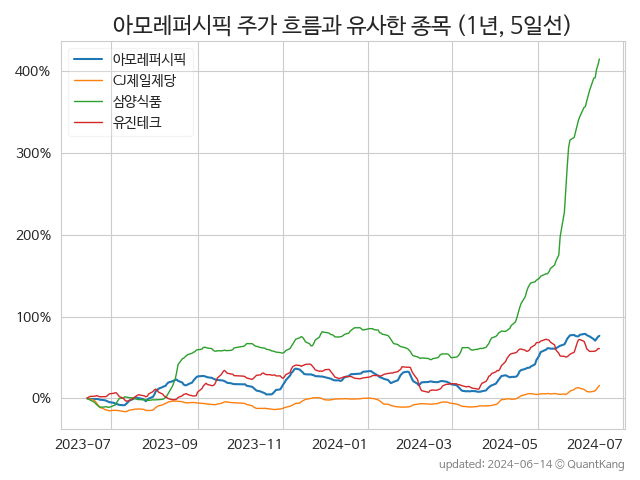 아모레퍼시픽 주가 흐름과 유사한 종목 (1년, 5일선)
아모레퍼시픽
CJ제일제당
삼양식품
유진테크
400%
300%
200%
100%
0%
2023-07 2023-09 2023-11 2024-01 2024-03 2024-05 2024-07
updated: 2024-06-14 © QuantKang